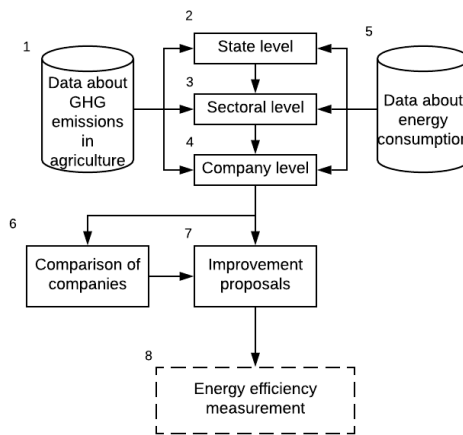 2
State level
1
5
Data about
GHG
emissions
in
agriculture
3
Sectoral level
Data about
energy
consumption
4
Company level
6
Comparison of
companies
7
Improvement
proposals
8
Energy efficiency
measurement